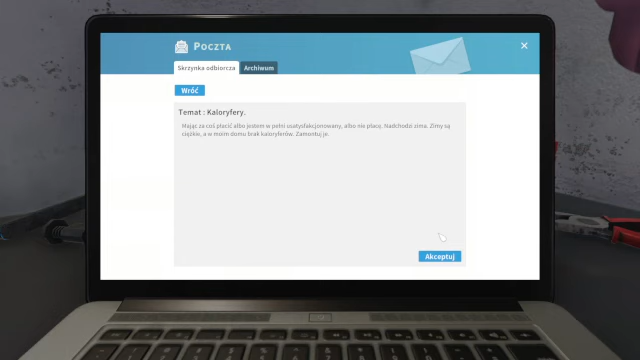 Poczta
Skrzynka odbiorcza
Archiwum
Wróć
Temat : Kaloryfery.
Mając za coś płacić albo jestem w pełni usatysfakcjonowany, albo nie płacę. Nadchodzi zima. Zimy są
ciężkie, a w moim domu brak kaloryferów. Zamontuj je.
Akceptuj